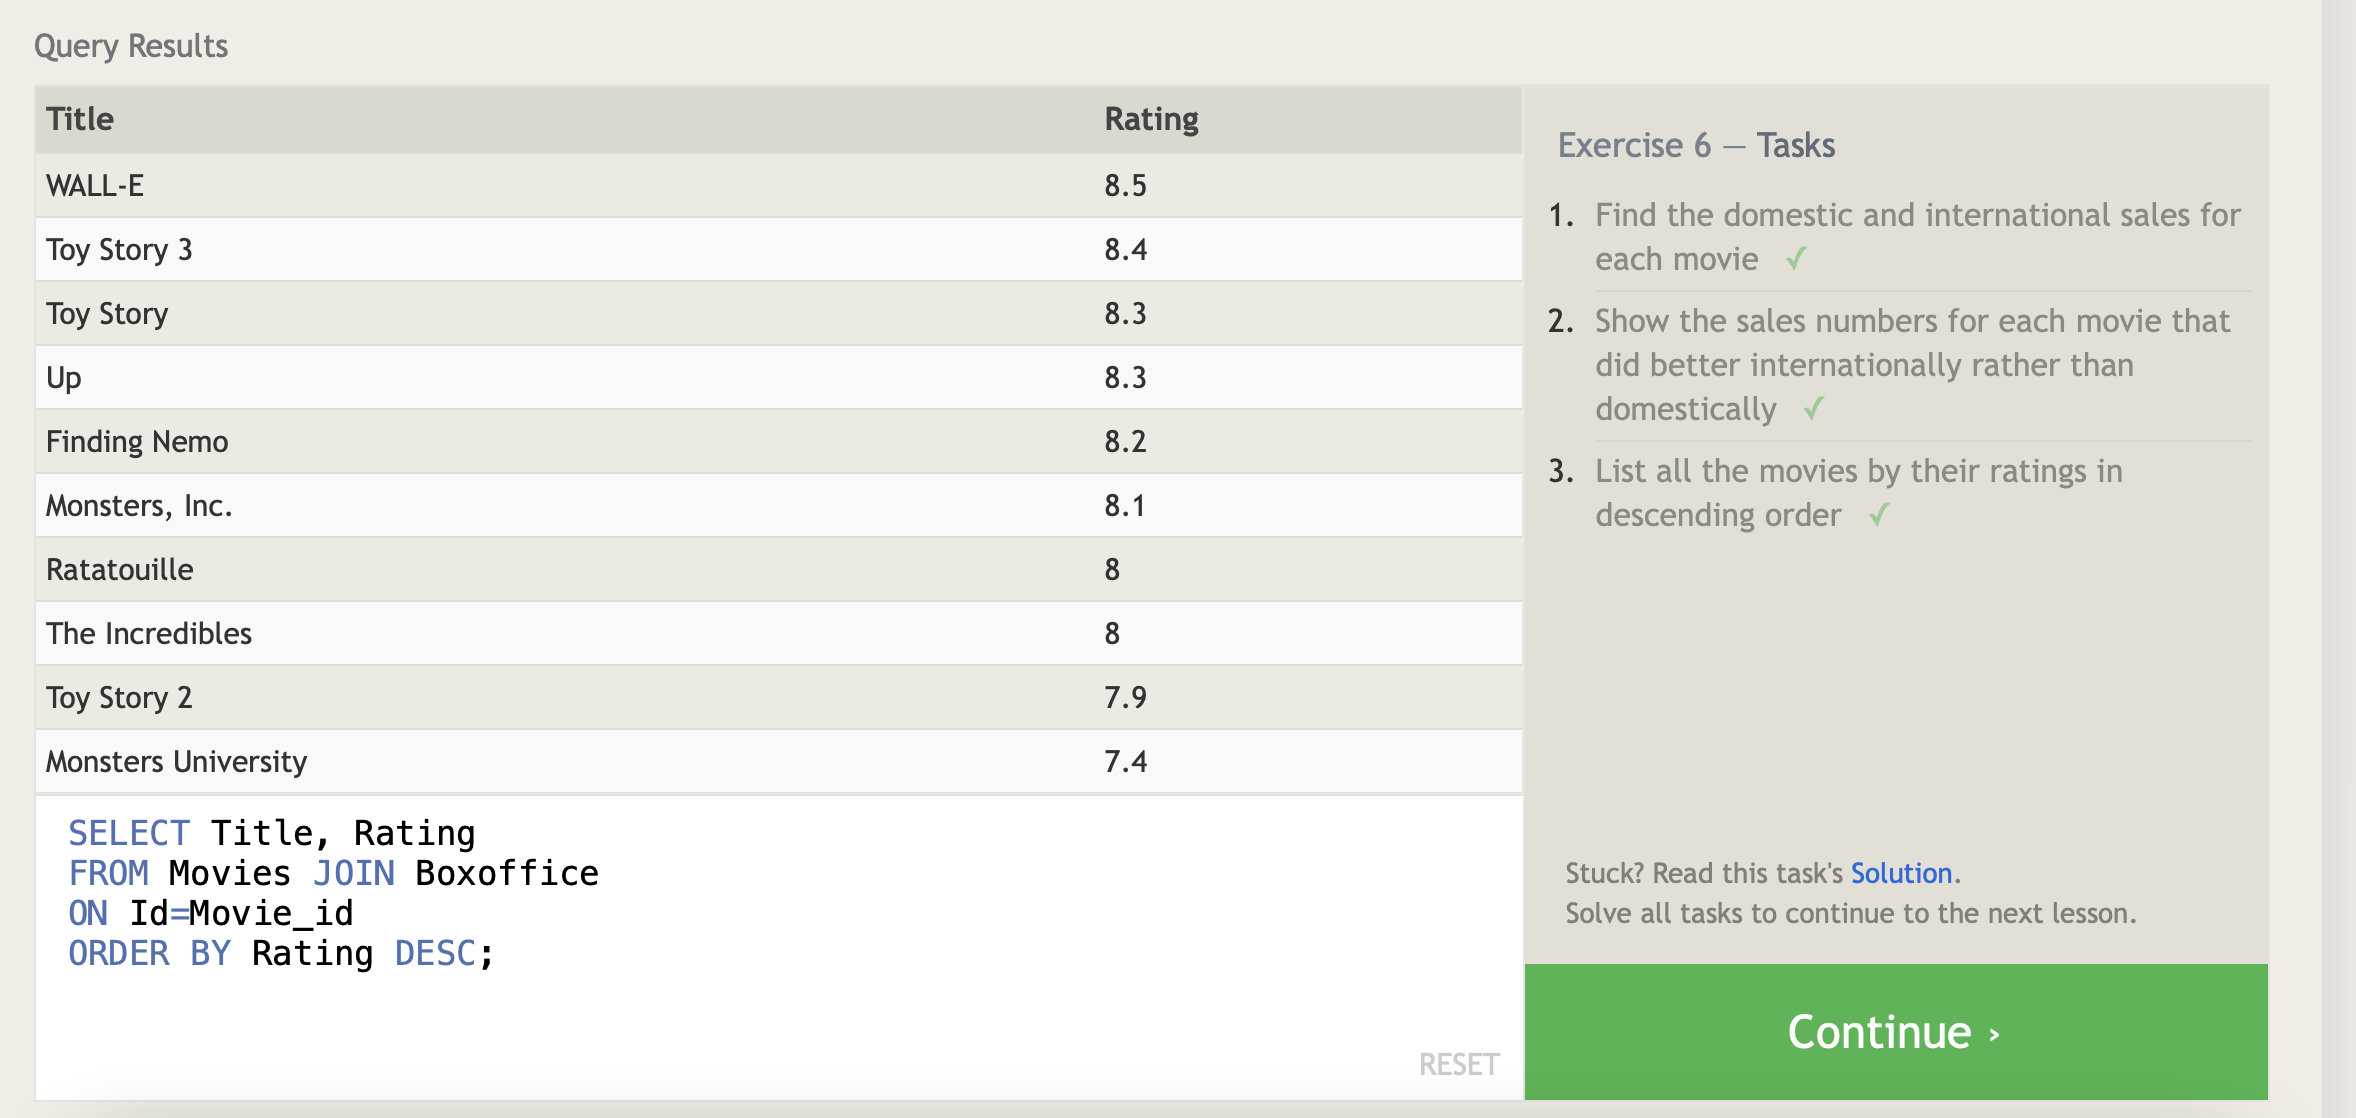 Query Results
Title Rating
WALL-E 8.5
Toy Story 3 8.4
Toy Story 8.3
Up 8.3
Finding Nemo 8.2
Monsters, Inc. 8.1
Ratatouille 8
The Incredibles 8
Toy Story 2 7.9
Monsters University 7.4
SELECT Title, Rating
FROM Movies JOIN Boxoffice
ON Id=Movie_id
ORDER BY Rating DESC;
RESET
Exercise 6 — Tasks
1. Find the domestic and international sales for
each movie ✓
2. Show the sales numbers for each movie that
did better internationally rather than
domestically ✓
3. List all the movies by their ratings in
descending order ✓
Stuck? Read this task's Solution.
Solve all tasks to continue to the next lesson.
Continue ›